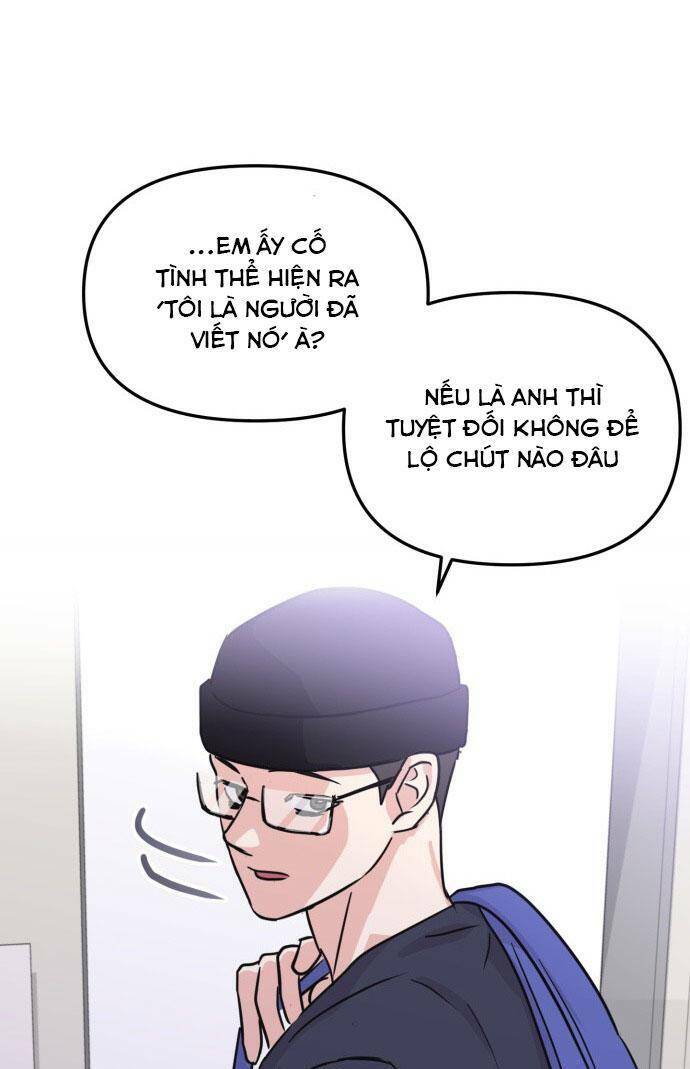 ...EM ẤY CỐ
TÌNH THỂ HIỆN RA
'TÔI LÀ NGƯỜI ĐÃ
VIẾT NÓ' À?
NẾU LÀ ANH THÌ
TUYỆT ĐỐI KHÔNG ĐỂ
LỘ CHÚT NÀO ĐÂU